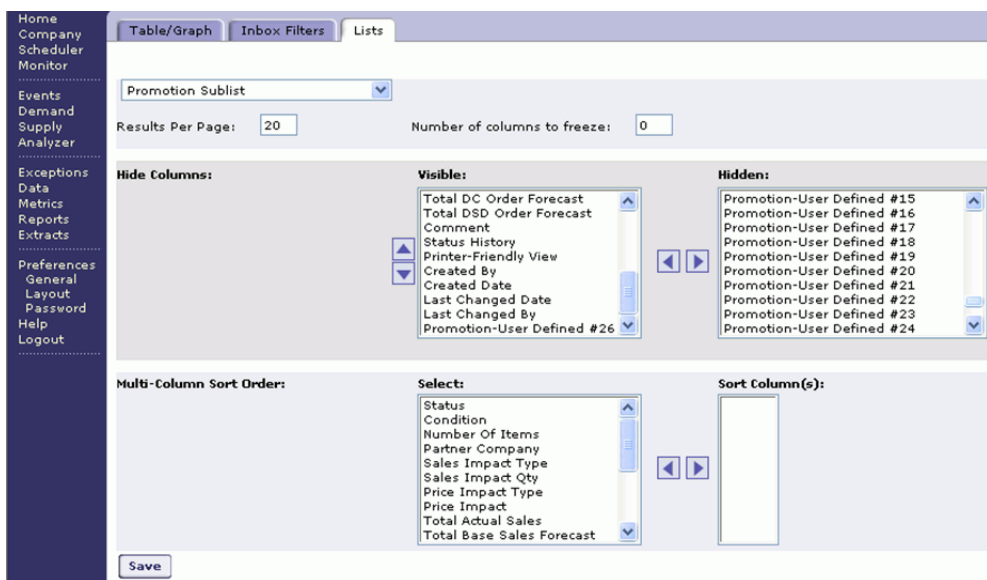 Home
Company
Scheduler
Monitor
Events
Demand
Supply
Analyzer
Exceptions
Data
Metrics
Reports
Extracts
Preferences
General
Layout
Password
Help
Logout
Table/Graph
Inbox Filters
Lists
Promotion Sublist
Results Per Page: 20
Number of columns to freeze: 0
Hide Columns:
Visible:
Total DC Order Forecast
Total DSD Order Forecast
Comment
Status History
Printer-Friendly View
Created By
Created Date
Last Changed Date
Last Changed By
Promotion-User Defined #26
Hidden:
Promotion-User Defined #15
Promotion-User Defined #16
Promotion-User Defined #17
Promotion-User Defined #18
Promotion-User Defined #19
Promotion-User Defined #20
Promotion-User Defined #21
Promotion-User Defined #22
Promotion-User Defined #23
Promotion-User Defined #24
Multi-Column Sort Order:
Select:
Status
Condition
Number Of Items
Partner Company
Sales Impact Type
Sales Impact Qty
Price Impact Type
Price Impact
Total Actual Sales
Total Base Sales Forecast
Sort Column(s):
Save